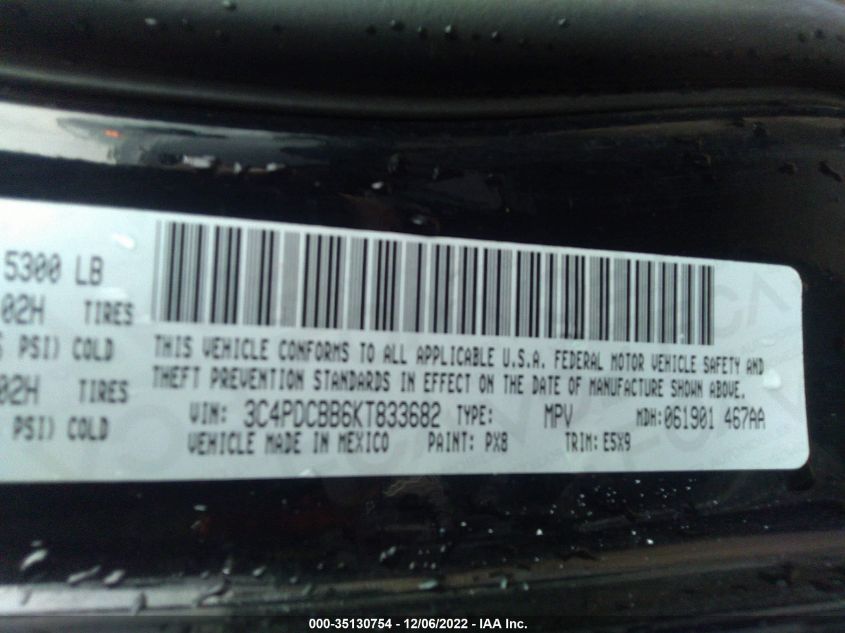 5300 LB
02H TIRES
PSI) COLD
02H TIRES
PSI) COLD
THIS VEHICLE CONFORMS TO ALL APPLICABLE U.S.A. FEDERAL MOTOR VEHICLE SAFETY AND
THEFT PREVENTION STANDARDS IN EFFECT ON THE DATE OF MANUFACTURE SHOWN ABOVE.
VIN: 3C4PDCBB6KT833682 TYPE: MPV MDH:061901 467AA
VEHICLE MADE IN MEXICO PAINT: PX8 TRIM: E5X9
000-35130754 - 12/06/2022 - IAA Inc.